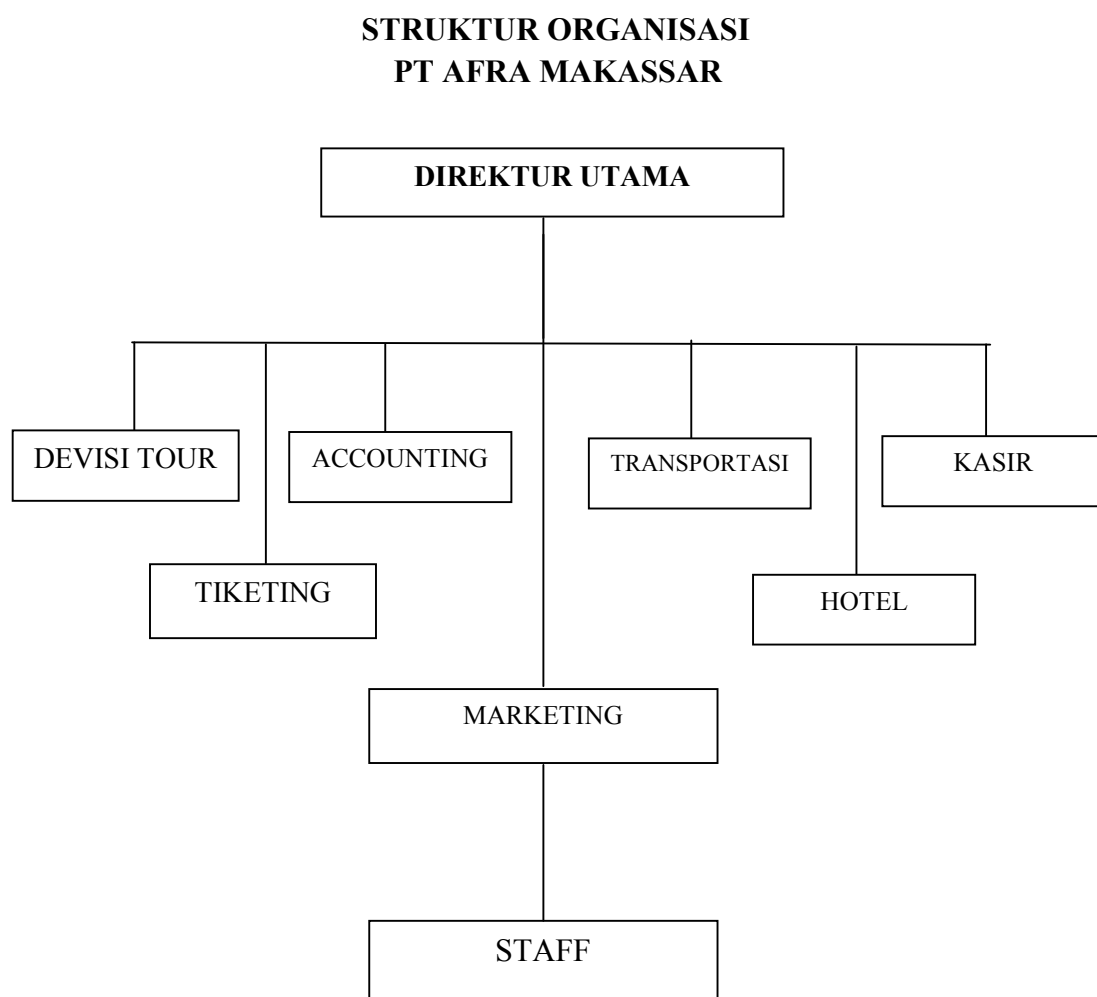 STRUKTUR ORGANISASI
PT AFRA MAKASSAR
DIREKTUR UTAMA
DEVISI TOUR
ACCOUNTING
TRANSPORTASI
KASIR
TIKETING
HOTEL
MARKETING
STAFF